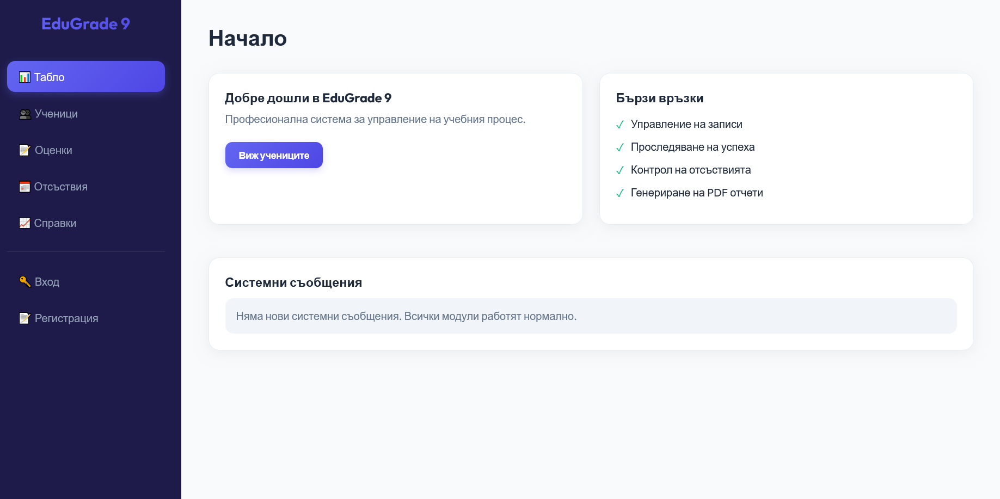 EduGrade 9
Табло
Ученици
Оценки
Отсъствия
Справки
Вход
Регистрация
Начало
Добре дошли в EduGrade 9
Професионална система за управление на учебния процес.
Виж учениците
Бързи връзки
✓ Управление на записи
✓ Проследяване на успеха
✓ Контрол на отсъствията
✓ Генериране на PDF отчети
Системни съобщения
Няма нови системни съобщения. Всички модули работят нормално.